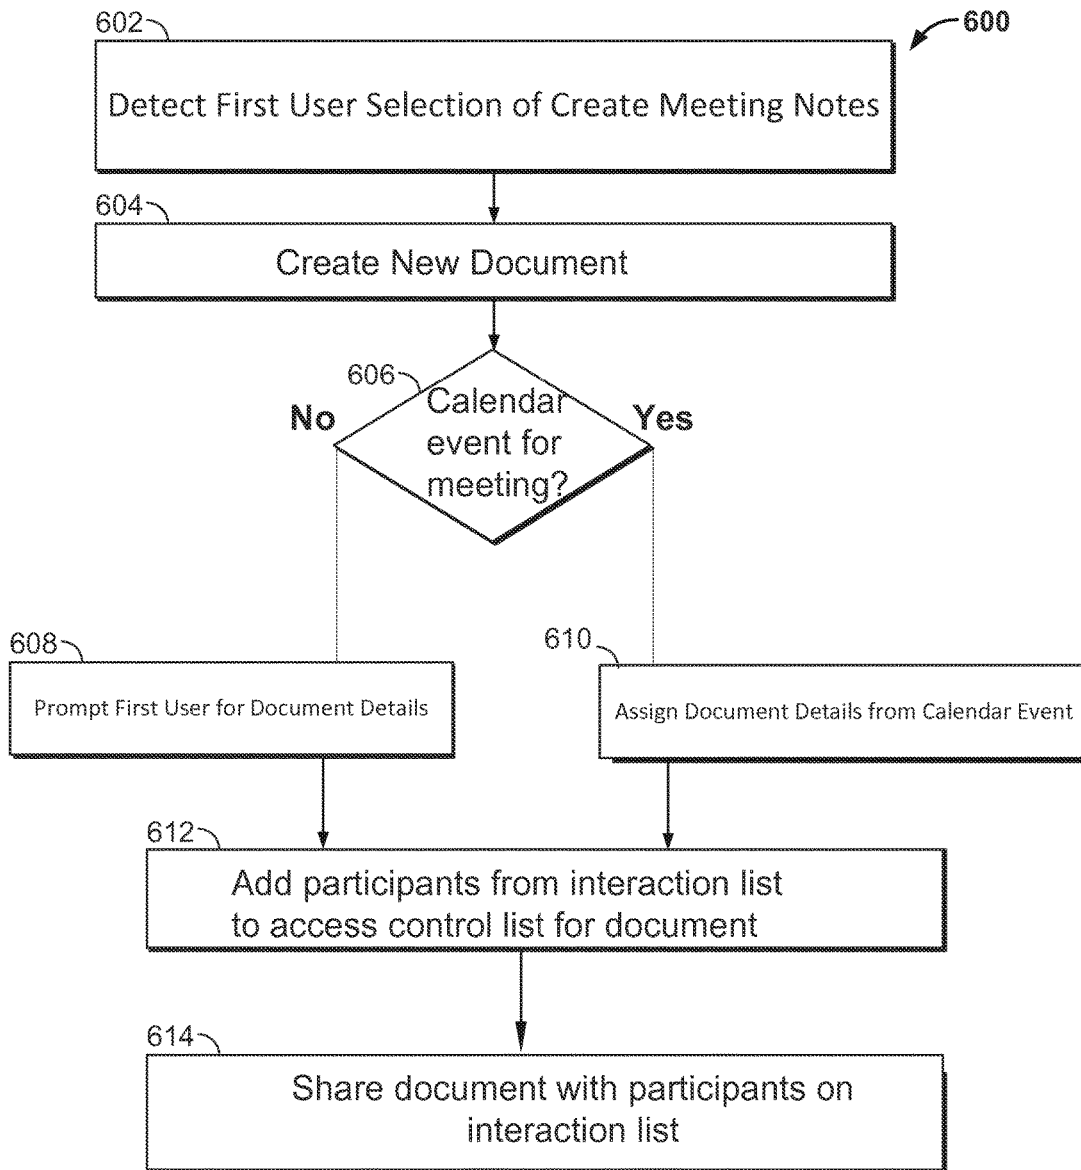 602
600
Detect First User Selection of Create Meeting Notes
604
Create New Document
606
No
Yes
Calendar
event for
meeting?
608
610
Prompt First User for Document Details
Assign Document Details from Calendar Event
612
Add participants from interaction list
to access control list for document
614
Share document with participants on
interaction list